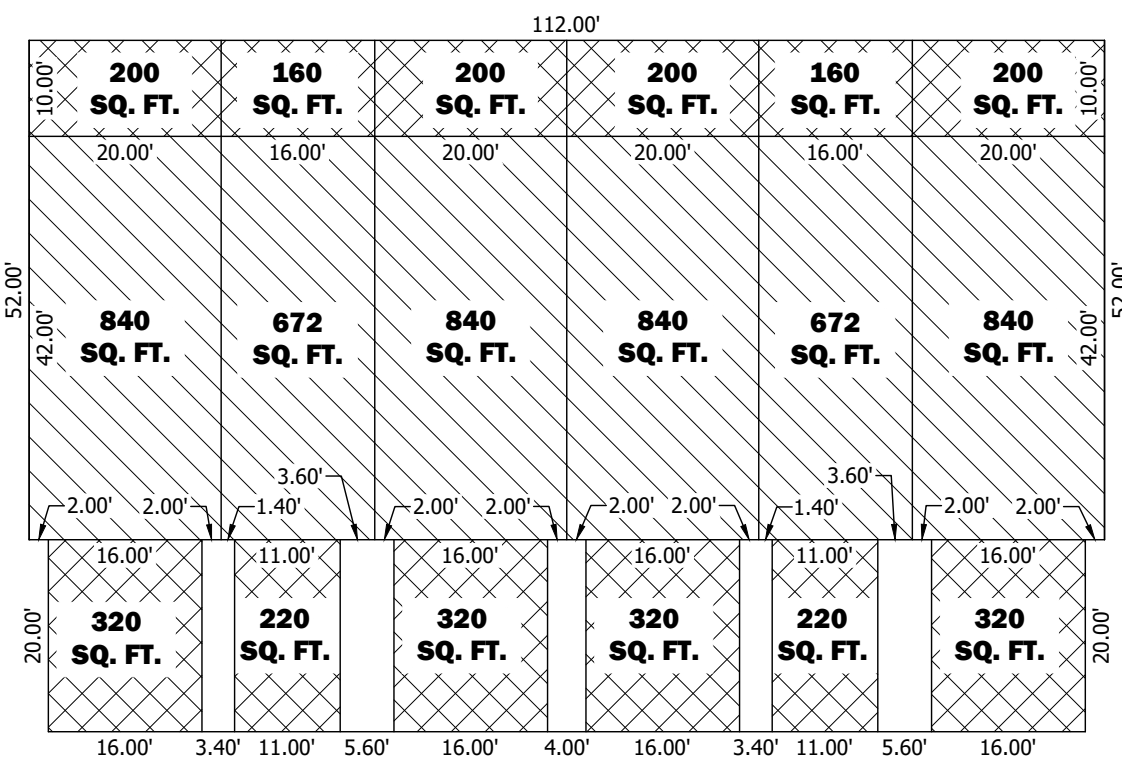 112.00'
10.00'
200
SQ. FT.
160
SQ. FT.
200
SQ. FT.
200
SQ. FT.
160
SQ. FT.
200
SQ. FT.
10.00'
20.00' 16.00' 20.00' 20.00' 16.00' 20.00'
52.00'
42.00'
840
SQ. FT.
672
SQ. FT.
840
SQ. FT.
840
SQ. FT.
672
SQ. FT.
840
SQ. FT.
42.00'
52.00'
3.60' 3.60'
2.00' 2.00' 1.40' 2.00' 2.00' 2.00' 2.00' 1.40' 2.00' 2.00'
16.00' 11.00' 16.00' 16.00' 11.00' 16.00'
20.00'
320
SQ. FT.
220
SQ. FT.
320
SQ. FT.
320
SQ. FT.
220
SQ. FT.
320
SQ. FT.
20.00'
16.00' 3.40' 11.00' 5.60' 16.00' 4.00' 16.00' 3.40' 11.00' 5.60' 16.00'